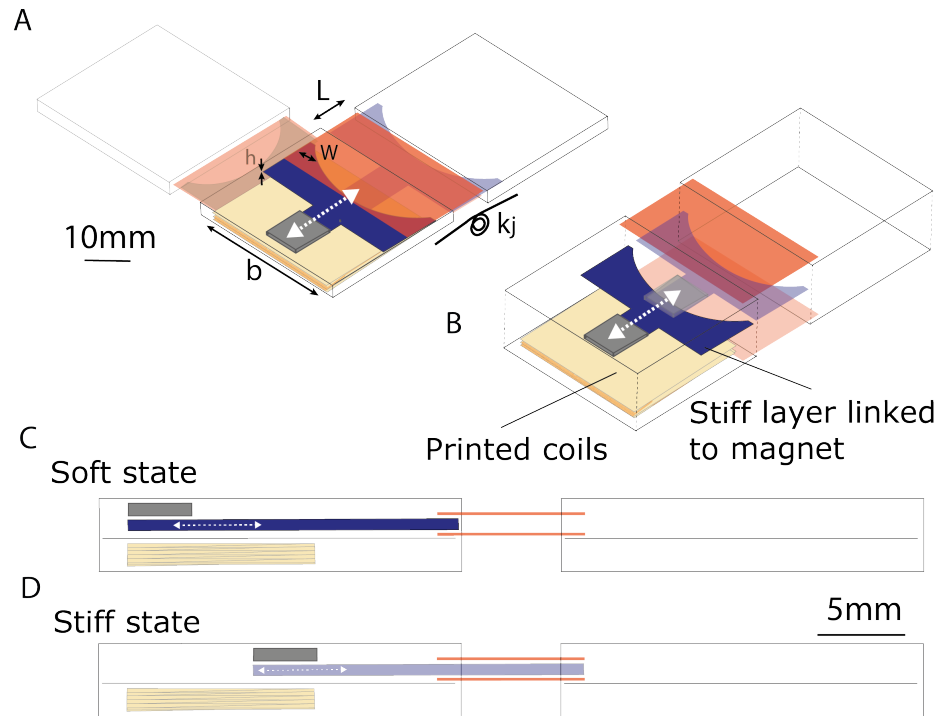 A
L
h
W
10mm
kj
b
B
Stiff layer linked
to magnet
Printed coils
C
Soft state
D
5mm
Stiff state